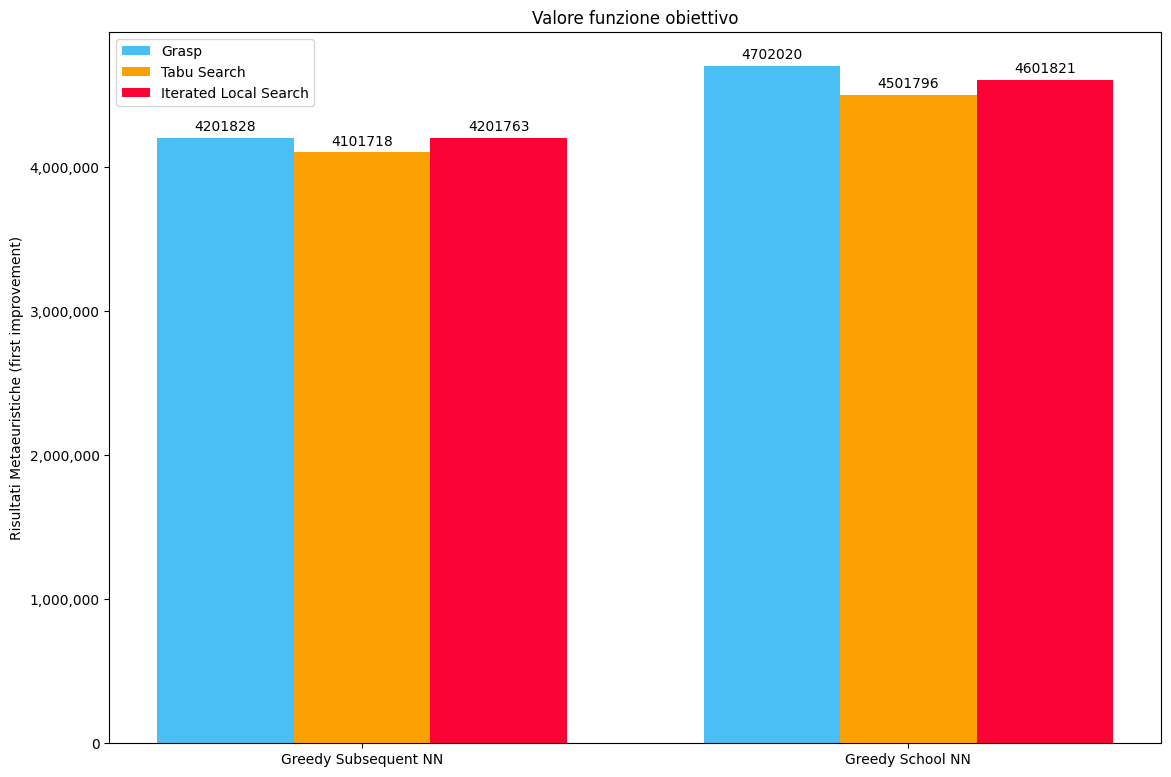 Valore funzione obiettivo
Grasp
Tabu Search
Iterated Local Search
4201828
4101718
4201763
4702020
4501796
4601821
4,000,000
3,000,000
2,000,000
1,000,000
0
Risultati Metaeuristiche (first improvement)
Greedy Subsequent NN
Greedy School NN